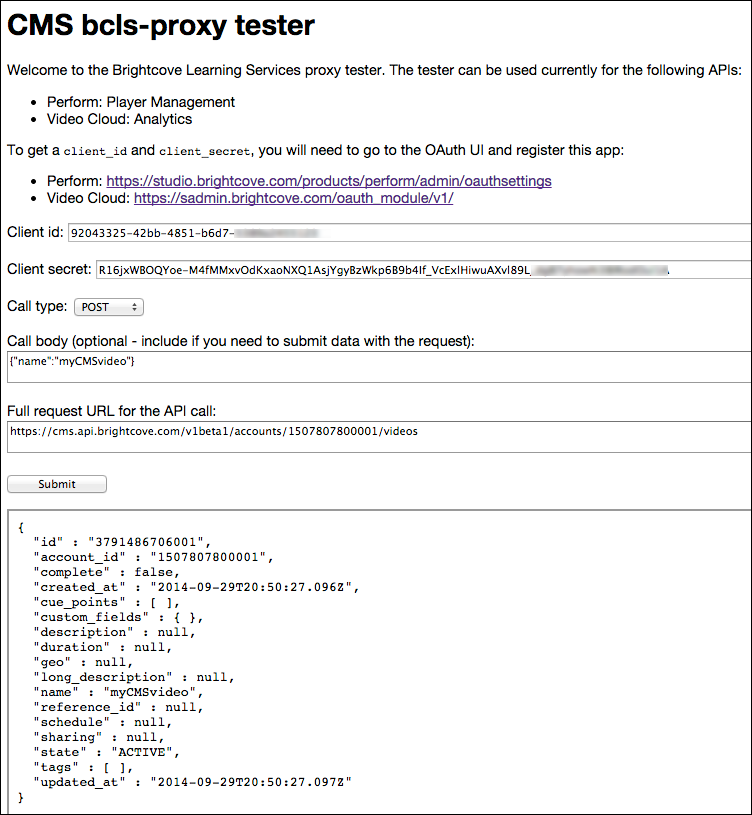 CMS bcls-proxy tester
Welcome to the Brightcove Learning Services proxy tester. The tester can be used currently for the following APIs:
• Perform: Player Management
• Video Cloud: Analytics
To get a client_id and client_secret, you will need to go to the OAuth UI and register this app:
• Perform: https://studio.brightcove.com/products/perform/admin/oauthsettings
• Video Cloud: https://sadmin.brightcove.com/oauth_module/v1/
Client id: 92043325-42bb-4851-b6d7-
Client secret: R16jxWBOQYoe-M4fMMxvOdKxaoNXQ1AsjYgyBzWkp6B9b4If_VcExlHiwuAXvl89L_
Call type: POST
Call body (optional - include if you need to submit data with the request):
{"name":"myCMSvideo"}
Full request URL for the API call:
https://cms.api.brightcove.com/v1beta1/accounts/1507807800001/videos
Submit
{
"id" : "3791486706001",
"account_id" : "1507807800001",
"complete" : false,
"created_at" : "2014-09-29T20:50:27.096Z",
"cue_points" : [ ],
"custom_fields" : { },
"description" : null,
"duration" : null,
"geo" : null,
"long_description" : null,
"name" : "myCMSvideo",
"reference_id" : null,
"schedule" : null,
"sharing" : null,
"state" : "ACTIVE",
"tags" : [ ],
"updated_at" : "2014-09-29T20:50:27.097Z"
}